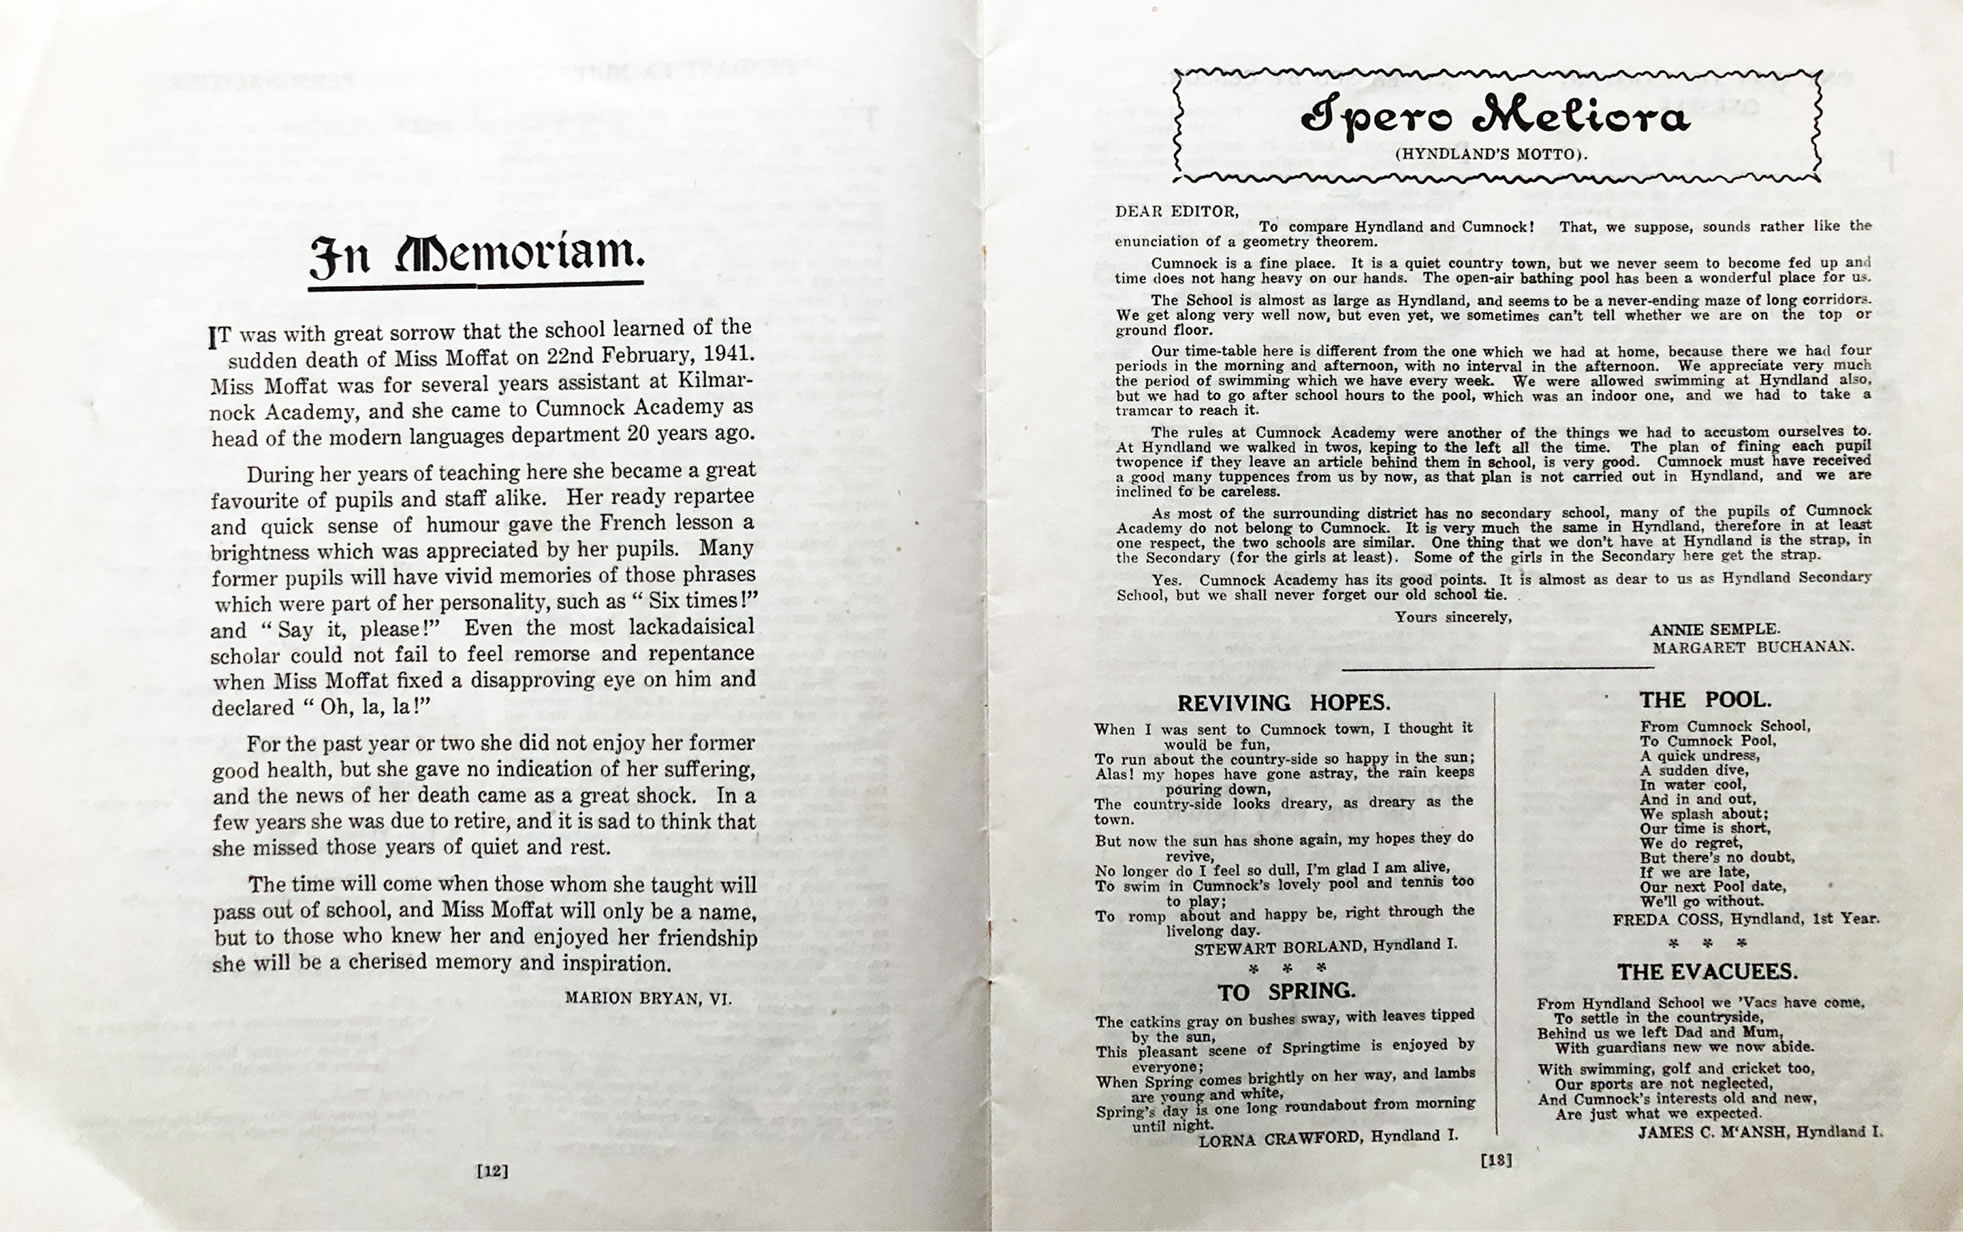 In Memoriam.
IT was with great sorrow that the school learned of the
sudden death of Miss Moffat on 22nd February, 1941.
Miss Moffat was for several years assistant at Kilmar-
nock Academy, and she came to Cumnock Academy as
head of the modern languages department 20 years ago.
During her years of teaching here she became a great
favourite of pupils and staff alike. Her ready repartee
and quick sense of humour gave the French lesson a
brightness which was appreciated by her pupils. Many
former pupils will have vivid memories of those phrases
which were part of her personality, such as “ Six times!”
and “ Say it, please!” Even the most lackadaisical
scholar could not fail to feel remorse and repentance
when Miss Moffat fixed a disapproving eye on him and
declared “ Oh, la, la!”
For the past year or two she did not enjoy her former
good health, but she gave no indication of her suffering,
and the news of her death came as a great shock. In a
few years she was due to retire, and it is sad to think that
she missed those years of quiet and rest.
The time will come when those whom she taught will
pass out of school, and Miss Moffat will only be a name,
but to those who knew her and enjoyed her friendship
she will be a cherised memory and inspiration.
MARION BRYAN, VI.
[12]
Spero Meliora
(HYNDLAND'S MOTTO).
DEAR EDITOR,
To compare Hyndland and Cumnock! That, we suppose, sounds rather like the
enunciation of a geometry theorem.
Cumnock is a fine place. It is a quiet country town, but we never seem to become fed up and
time does not hang heavy on our hands. The open-air bathing pool has been a wonderful place for us.
The School is almost as large as Hyndland, and seems to be a never-ending maze of long corridors.
We get along very well now, but even yet, we sometimes can't tell whether we are on the top or
ground floor.
Our time-table here is different from the one which we had at home, because there we had four
periods in the morning and afternoon, with no interval in the afternoon. We appreciate very much
the period of swimming which we have every week. We were allowed swimming at Hyndland also,
but we had to go after school hours to the pool, which was an indoor one, and we had to take a
tramcar to reach it.
The rules at Cumnock Academy were another of the things we had to accustom ourselves to.
At Hyndland we walked in twos, keping to the left all the time. The plan of fining each pupil
twopence if they leave an article behind them in school, is very good. Cumnock must have received
a good many tuppences from us by now, as that plan is not carried out in Hyndland, and we are
inclined to be careless.
As most of the surrounding district has no secondary school, many of the pupils of Cumnock
Academy do not belong to Cumnock. It is very much the same in Hyndland, therefore in at least
one respect, the two schools are similar. One thing that we don't have at Hyndland is the strap, in
the Secondary (for the girls at least). Some of the girls in the Secondary here get the strap.
Yes. Cumnock Academy has its good points. It is almost as dear to us as Hyndland Secondary
School, but we shall never forget our old school tie.
Yours sincerely,
ANNIE SEMPLE.
MARGARET BUCHANAN.
REVIVING HOPES.
When I was sent to Cumnock town, I thought it
would be fun,
To run about the country-side so happy in the sun;
Alas! my hopes have gone astray, the rain keeps
pouring down,
The country-side looks dreary, as dreary as the
town.
But now the sun has shone again, my hopes they do
revive,
No longer do I feel so dull, I'm glad I am alive,
To swim in Cumnock's lovely pool and tennis too
to play;
To romp about and happy be, right through the
livelong day.
STEWART BORLAND, Hyndland I.
* * *
TO SPRING.
The catkins gray on bushes sway, with leaves tipped
by the sun,
This pleasant scene of Springtime is enjoyed by
everyone;
When Spring comes brightly on her way, and lambs
are young and white,
Spring's day is one long roundabout from morning
until night.
LORNA CRAWFORD, Hyndland I.
THE POOL.
From Cumnock School,
To Cumnock Pool,
A quick undress,
A sudden dive,
In water cool,
And in and out,
We splash about;
Our time is short,
We do regret,
But there's no doubt,
If we are late,
Our next Pool date,
We'll go without.
FREDA COSS, Hyndland, 1st Year.
* * *
THE EVACUEES.
From Hyndland School we 'Vacs have come,
To settle in the countryside,
Behind us we left Dad and Mum,
With guardians new we now abide.
With swimming, golf and cricket too,
Our sports are not neglected,
And Cumnock's interests old and new,
Are just what we expected.
JAMES C. M'ANSH, Hyndland I.
[13]